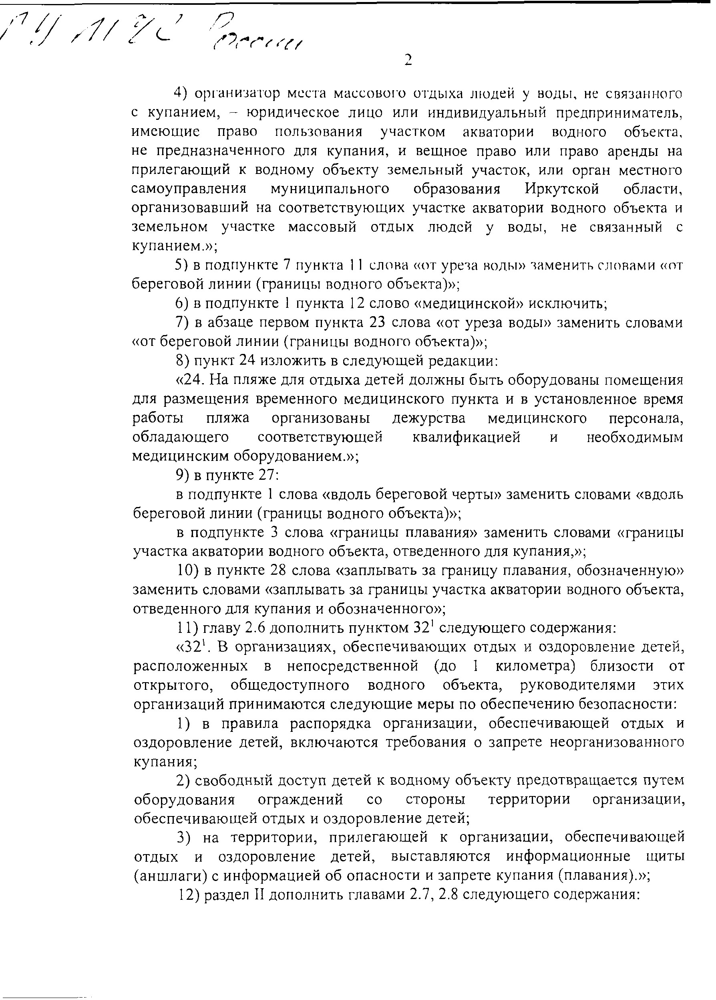 ГУ МЧС России
2
4) организатор места массового отдыха людей у воды, не связанного
с купанием, – юридическое лицо или индивидуальный предприниматель,
имеющие право пользования участком акватории водного объекта,
не предназначенного для купания, и вещное право или право аренды на
прилегающий к водному объекту земельный участок, или орган местного
самоуправления муниципального образования Иркутской области,
организовавший на соответствующих участке акватории водного объекта и
земельном участке массовый отдых людей у воды, не связанный с
купанием.»;
5) в подпункте 7 пункта 11 слова «от уреза воды» заменить словами «от
береговой линии (границы водного объекта)»;
6) в подпункте 1 пункта 12 слово «медицинской» исключить;
7) в абзаце первом пункта 23 слова «от уреза воды» заменить словами
«от береговой линии (границы водного объекта)»;
8) пункт 24 изложить в следующей редакции:
«24. На пляже для отдыха детей должны быть оборудованы помещения
для размещения временного медицинского пункта и в установленное время
работы пляжа организованы дежурства медицинского персонала,
обладающего соответствующей квалификацией и необходимым
медицинским оборудованием.»;
9) в пункте 27:
в подпункте 1 слова «вдоль береговой черты» заменить словами «вдоль
береговой линии (границы водного объекта)»;
в подпункте 3 слова «границы плавания» заменить словами «границы
участка акватории водного объекта, отведенного для купания,»;
10) в пункте 28 слова «заплывать за границу плавания, обозначенную»
заменить словами «заплывать за границы участка акватории водного объекта,
отведенного для купания и обозначенного»;
11) главу 2.6 дополнить пунктом 32¹ следующего содержания:
«32¹. В организациях, обеспечивающих отдых и оздоровление детей,
расположенных в непосредственной (до 1 километра) близости от
открытого, общедоступного водного объекта, руководителями этих
организаций принимаются следующие меры по обеспечению безопасности:
1) в правила распорядка организации, обеспечивающей отдых и
оздоровление детей, включаются требования о запрете неорганизованного
купания;
2) свободный доступ детей к водному объекту предотвращается путем
оборудования ограждений со стороны территории организации,
обеспечивающей отдых и оздоровление детей;
3) на территории, прилегающей к организации, обеспечивающей
отдых и оздоровление детей, выставляются информационные щиты
(аншлаги) с информацией об опасности и запрете купания (плавания).»;
12) раздел II дополнить главами 2.7, 2.8 следующего содержания: